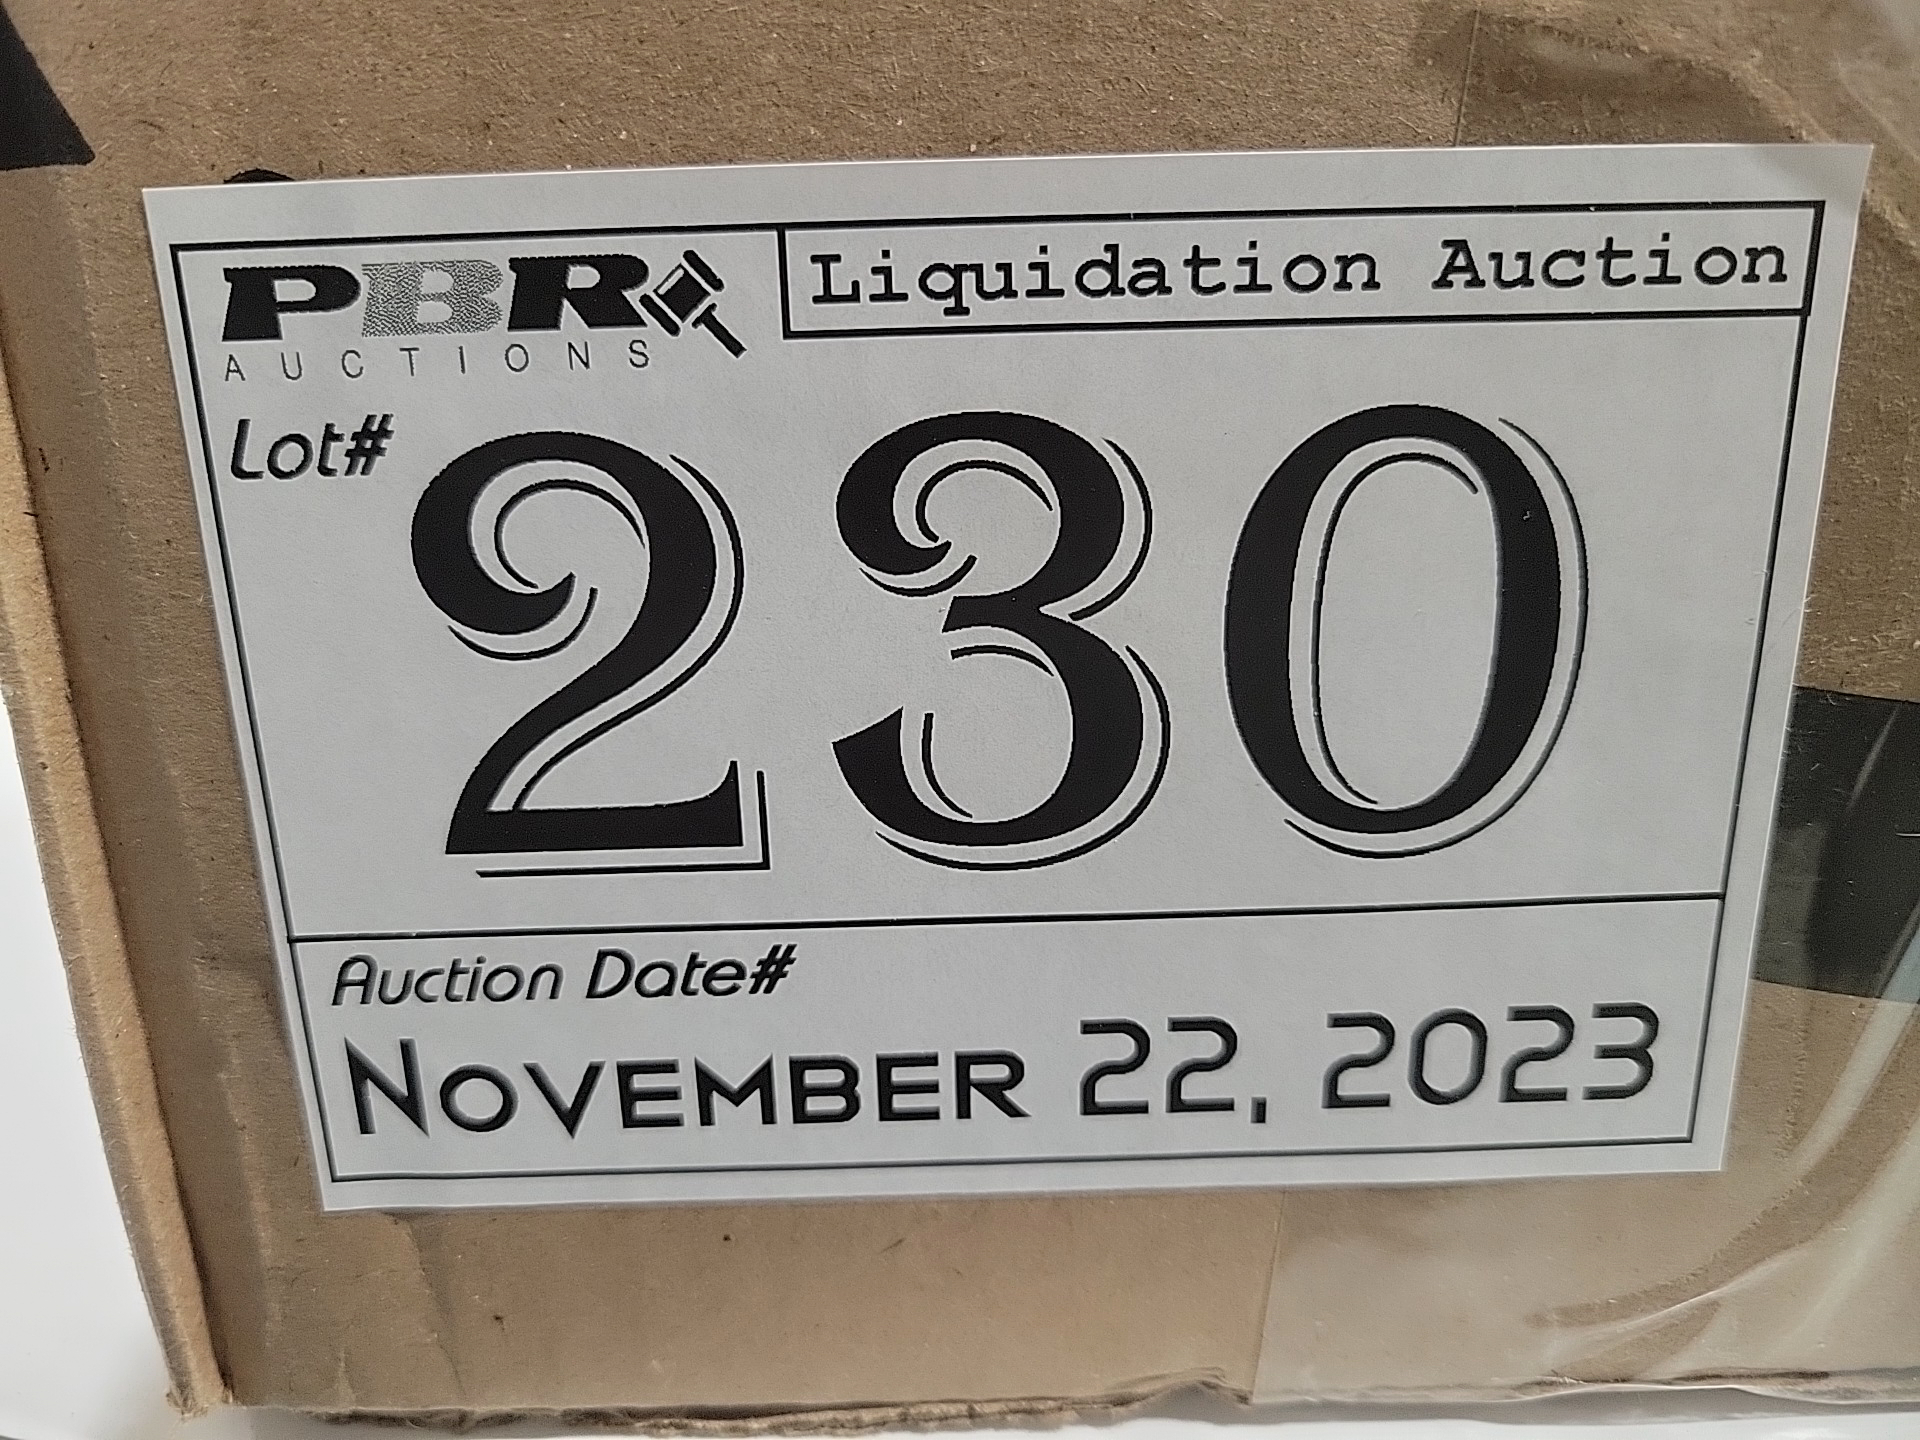 PBR
AUCTIONS
Liquidation Auction
Lot#
230
Auction Date#
NOVEMBER 22, 2023